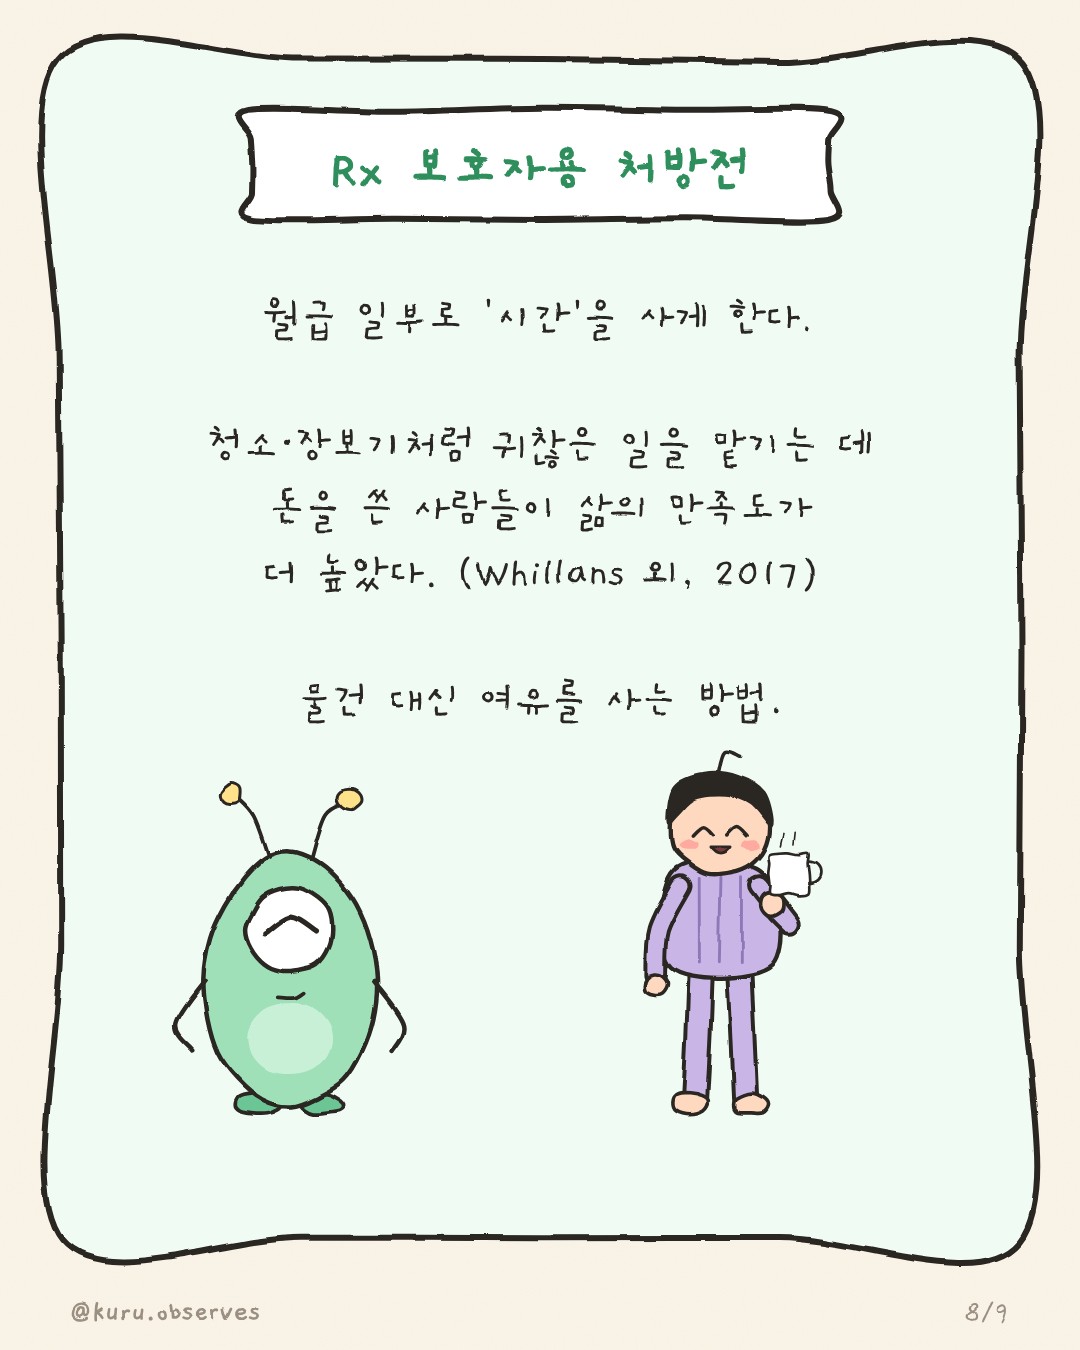 Rx 보호자용 처방전
월급 일부로 '시간'을 사게 한다.
청소·장보기처럼 귀찮은 일을 맡기는 데
돈을 쓴 사람들이 삶의 만족도가
더 높았다. (Whillans 외, 2017)
물건 대신 여유를 사는 방법.
@kuru.observes
8/9